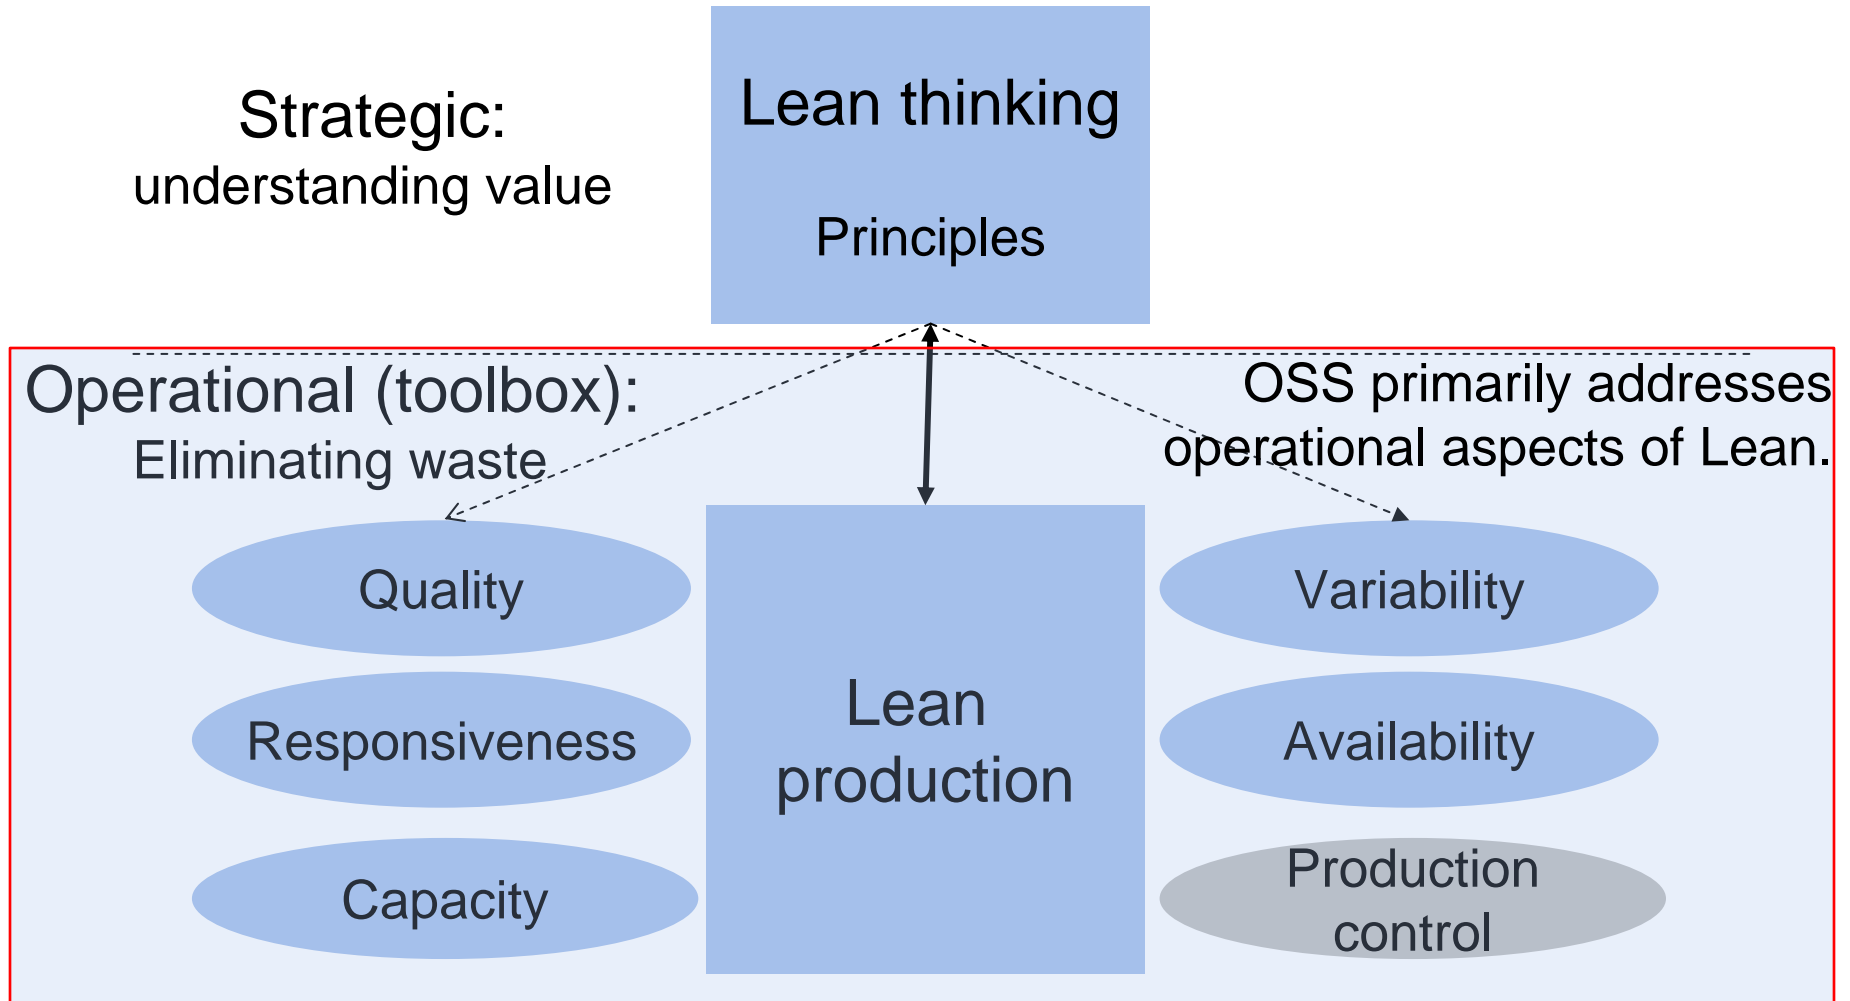 Strategic:
understanding value
Lean thinking
Principles
Operational (toolbox):
Eliminating waste
OSS primarily addresses
operational aspects of Lean.
Quality
Responsiveness
Capacity
Lean
production
Variability
Availability
Production
control